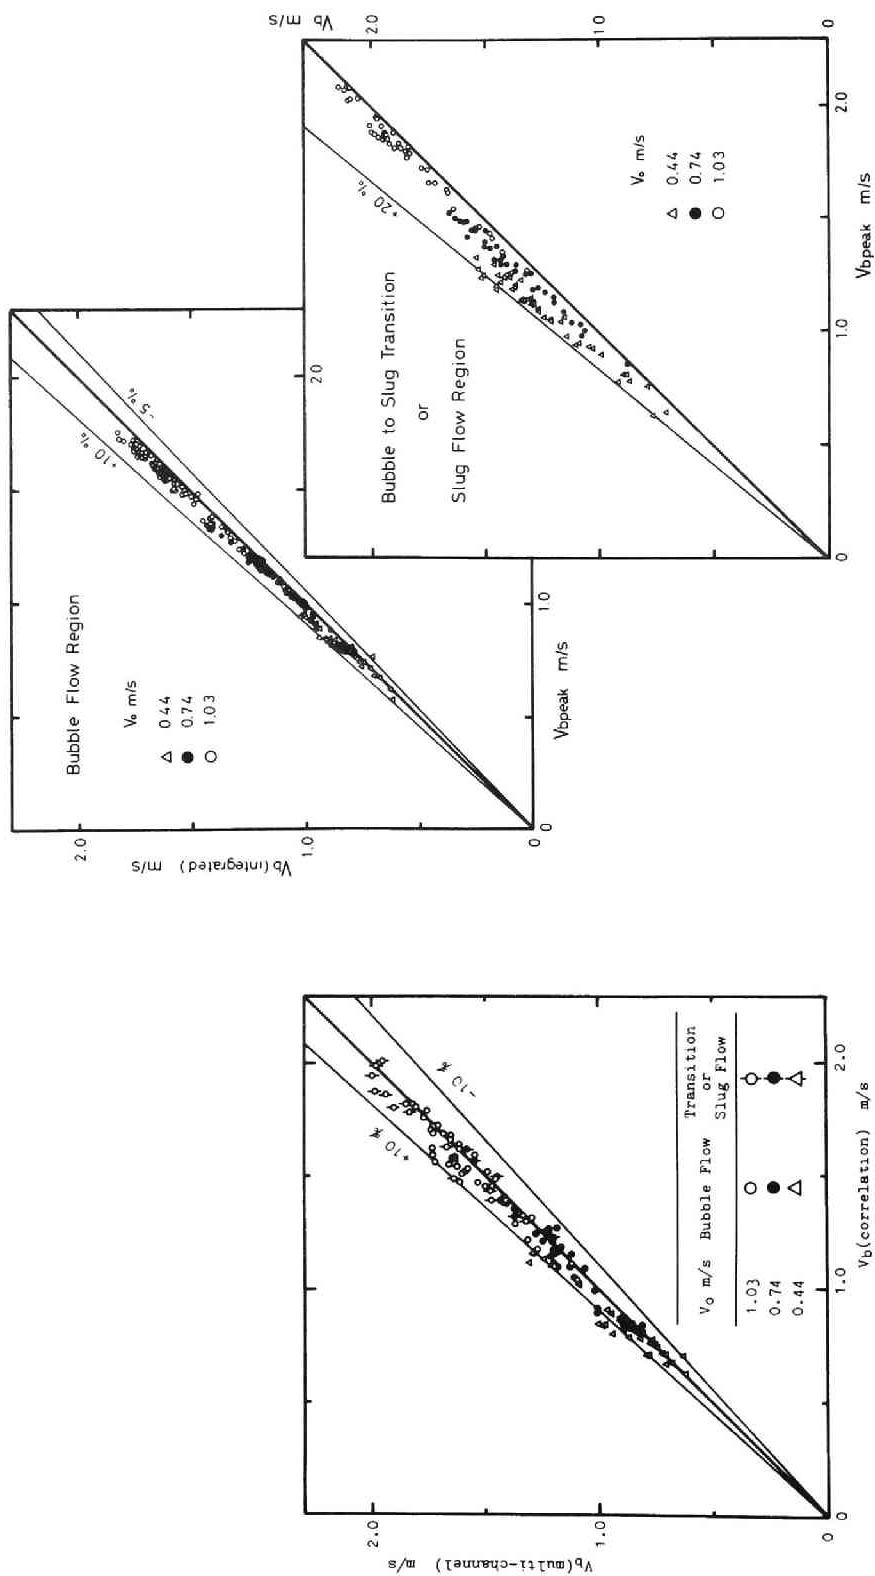 Vb(multi-channel) m/s
2.0
1.0
0
+10 %
-10 %
Vo m/s Bubble Flow Transition or Slug Flow
1.03
0.74
0.44
0
1.0
2.0
Vb(correlation) m/s
Vb(integrated) m/s
2.0
1.0
0
Bubble Flow Region
Vo m/s
△ 0.44
● 0.74
○ 1.03
+10 %
-5 %
0
1.0
2.0
Vbpeak m/s
Vb m/s
2.0
1.0
0
+20 %
Bubble to Slug Transition
or
Slug Flow Region
Vo m/s
△ 0.44
● 0.74
○ 1.03
0
1.0
2.0
Vbpeak m/s